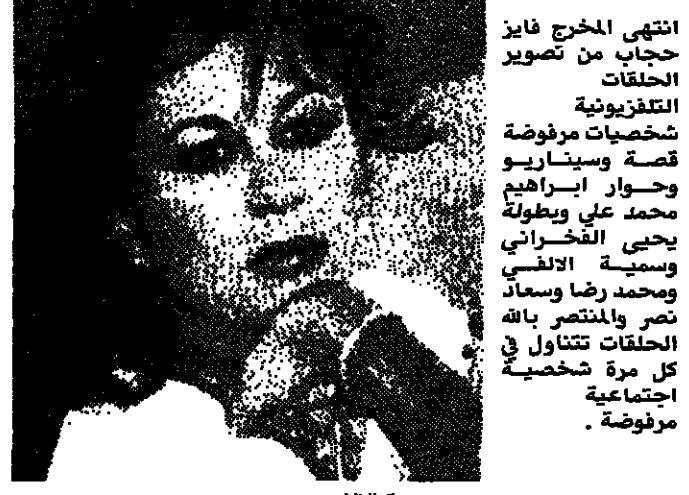 انتهى المخرج فايز
حجاب من تصوير
الحلقات
التلفزيونية
شخصيات مرفوضة
قصة وسيناريو
وحوار ابراهيم
محمد علي وبطولة
يحيى الفخراني
وسمية الالفي
ومحمد رضا وسعاد
نصر والمنتصر بالله
الحلقات تتناول في
كل مرة شخصية
اجتماعية
مرفوضة .